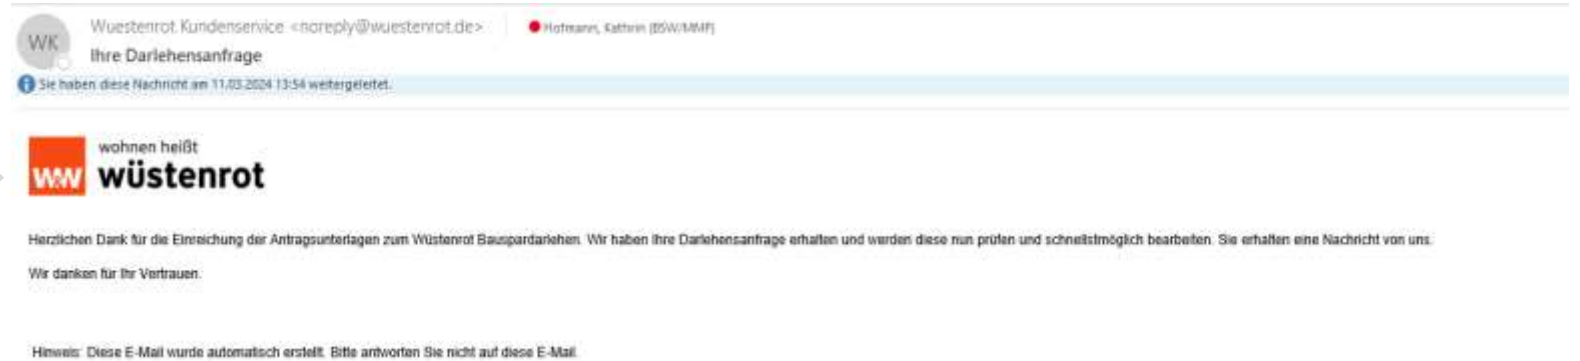 WK
Wuestenrot Kundenservice <noreply@wuestenrot.de>
Hofmann, Kathrin (BSW/MMP)
Ihre Darlehensanfrage
Sie haben diese Nachricht am 11.03.2024 13:54 weitergeleitet.
wohnen heißt
ww wüstenrot
Herzlichen Dank für die Einreichung der Antragsunterlagen zum Wüstenrot Bauspardarlehen. Wir haben Ihre Darlehensanfrage erhalten und werden diese nun prüfen und schnellstmöglich bearbeiten. Sie erhalten eine Nachricht von uns.
Wir danken für Ihr Vertrauen.
Hinweis: Diese E-Mail wurde automatisch erstellt. Bitte antworten Sie nicht auf diese E-Mail.